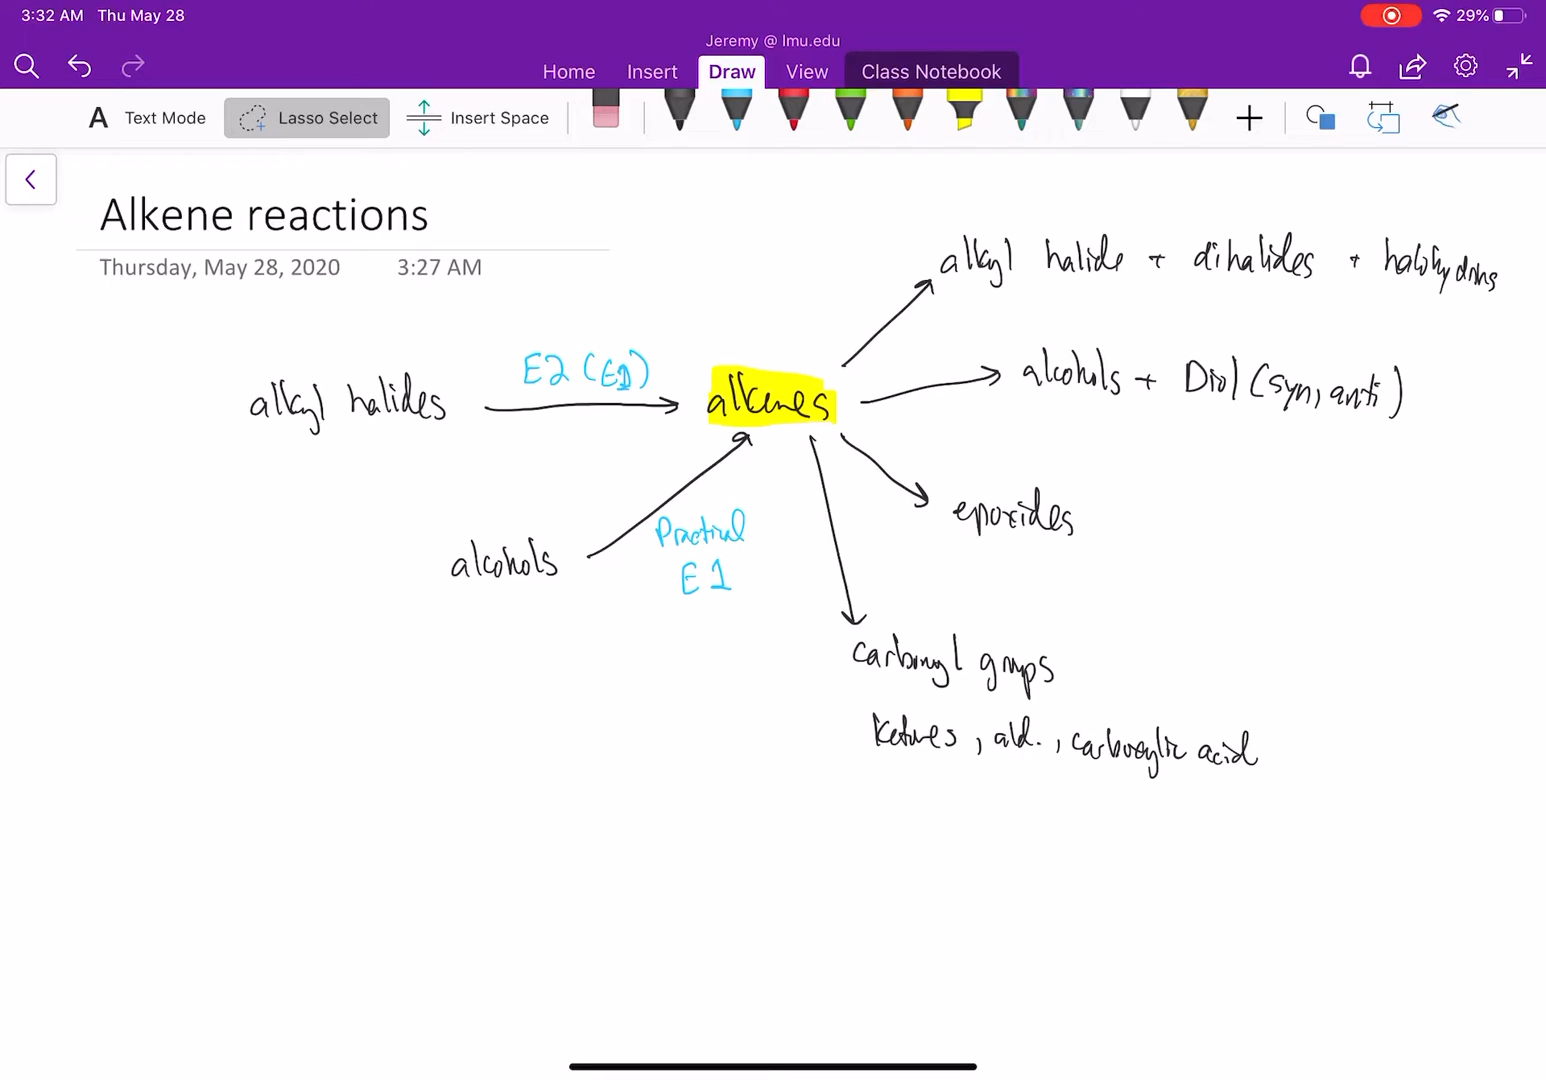 3:32 AM Thu May 28
29%
Jeremy @ lmu.edu
Home Insert Draw View Class Notebook
A Text Mode Lasso Select Insert Space
Alkene reactions
Thursday, May 28, 2020 3:27 AM
alkyl halide + dihalides + halohydrins
alkyl halides E2 (E1) alkenes alcohols + Diol (syn, anti)
epoxides
alcohols Practical
E1
carbonyl groups
ketones, ald., carboxylic acid